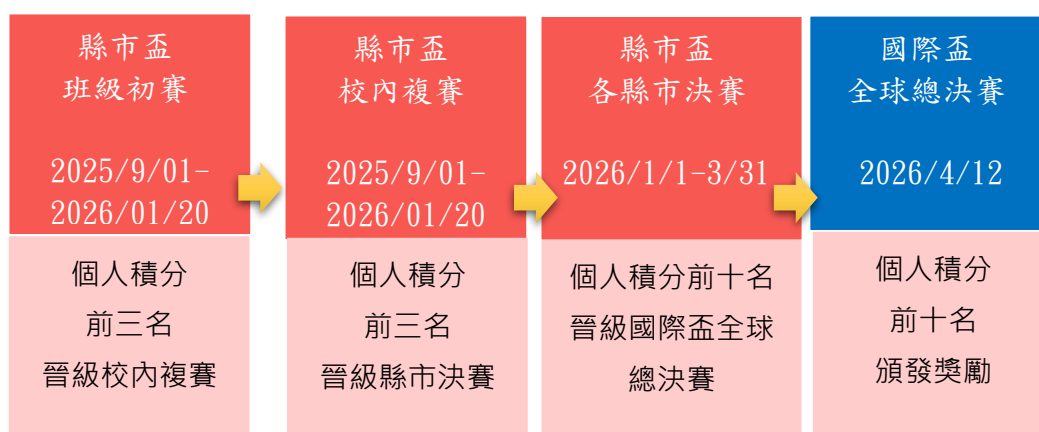 縣市盃
班級初賽
2025/9/01-
2026/01/20
個人積分
前三名
晉級校內複賽
縣市盃
校內複賽
2025/9/01-
2026/01/20
個人積分
前三名
晉級縣市決賽
縣市盃
各縣市決賽
2026/1/1-3/31
個人積分前十名
晉級國際盃全球
總決賽
國際盃
全球總決賽
2026/4/12
個人積分
前十名
頒發獎勵